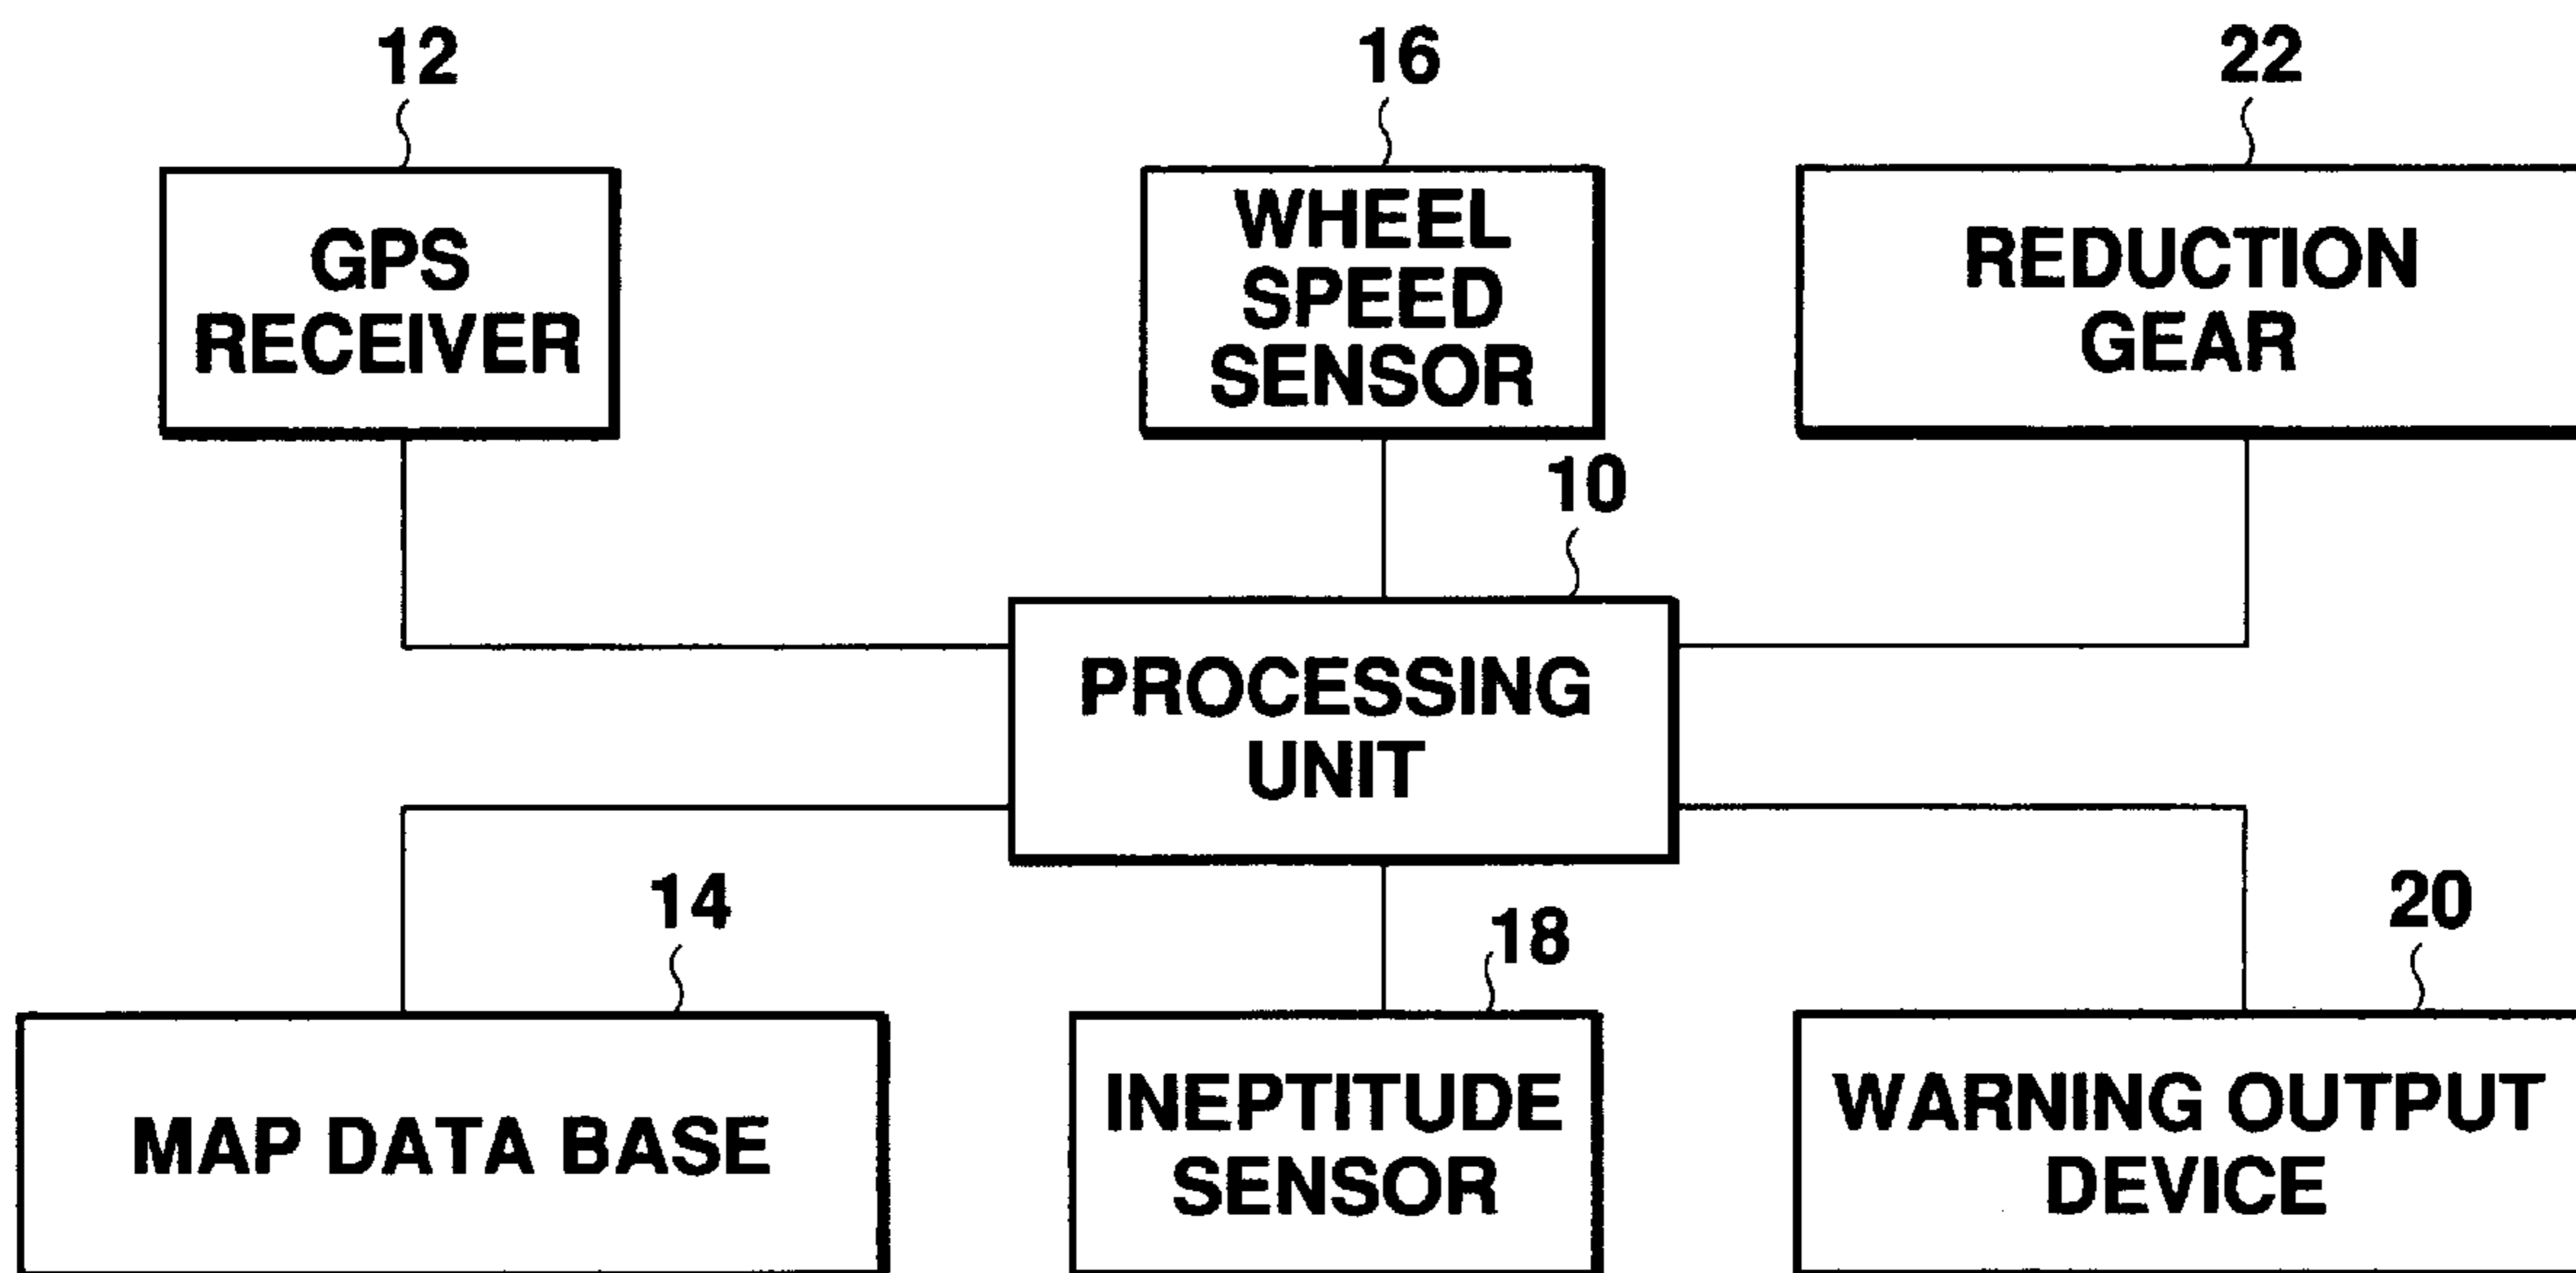 12
16
22
GPS
RECEIVER
WHEEL
SPEED
SENSOR
REDUCTION
GEAR
10
PROCESSING
UNIT
14
18
20
MAP DATA BASE
INEPTITUDE
SENSOR
WARNING OUTPUT
DEVICE